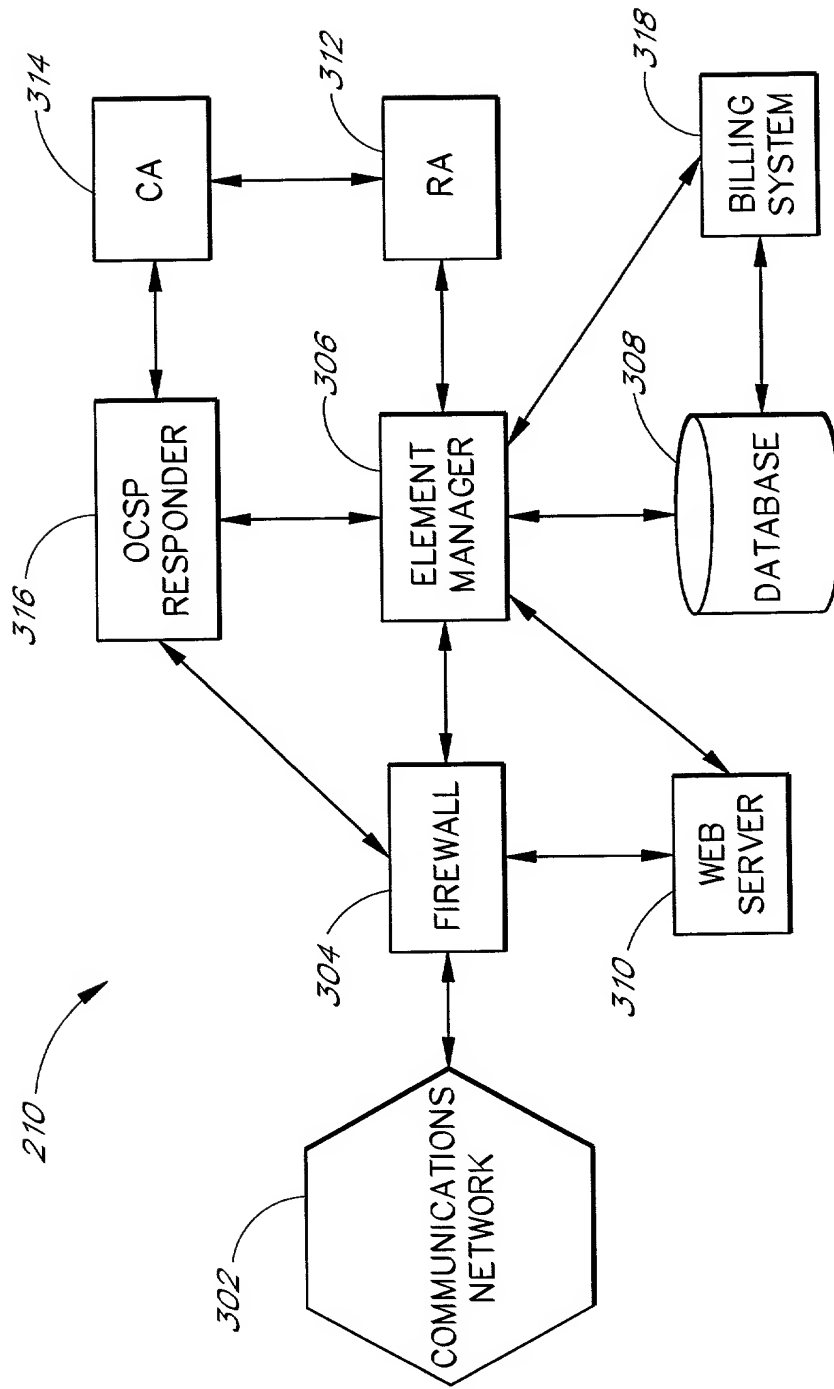 210
302
COMMUNICATIONS
NETWORK
304
FIREWALL
310
WEB
SERVER
316
OCSP
RESPONDER
306
ELEMENT
MANAGER
308
DATABASE
314
CA
312
RA
318
BILLING
SYSTEM